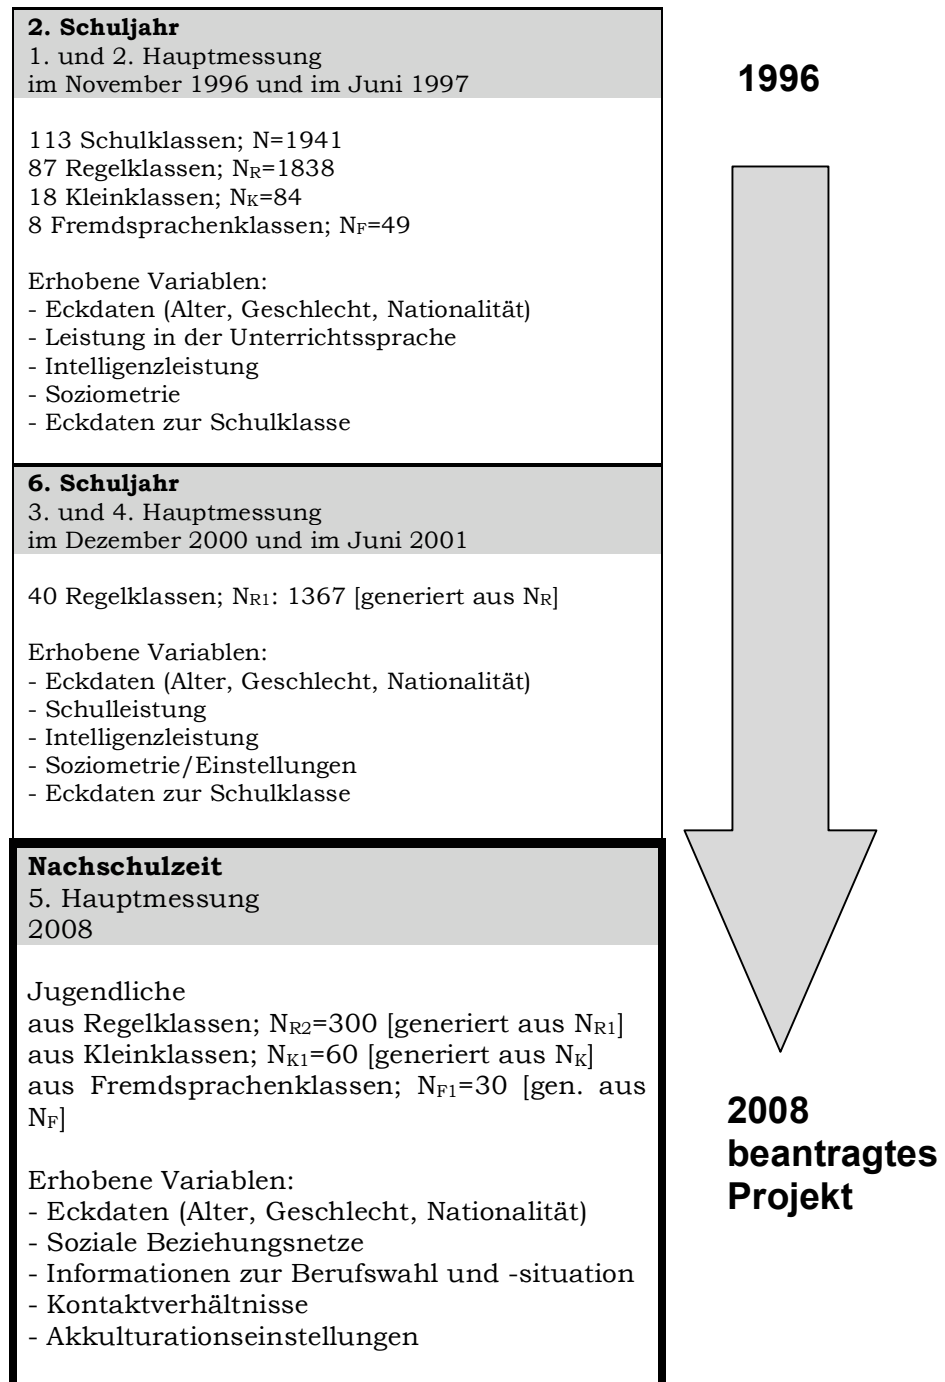 2. Schuljahr
1. und 2. Hauptmessung
im November 1996 und im Juni 1997
113 Schulklassen; N=1941
87 Regelklassen; NR=1838
18 Kleinklassen; NK=84
8 Fremdsprachenklassen; NF=49
Erhobene Variablen:
- Eckdaten (Alter, Geschlecht, Nationalität)
- Leistung in der Unterrichtssprache
- Intelligenzleistung
- Soziometrie
- Eckdaten zur Schulklasse
6. Schuljahr
3. und 4. Hauptmessung
im Dezember 2000 und im Juni 2001
40 Regelklassen; NR1: 1367 [generiert aus NR]
Erhobene Variablen:
- Eckdaten (Alter, Geschlecht, Nationalität)
- Schulleistung
- Intelligenzleistung
- Soziometrie/Einstellungen
- Eckdaten zur Schulklasse
Nachschulzeit
5. Hauptmessung
2008
Jugendliche
aus Regelklassen; NR2=300 [generiert aus NR1]
aus Kleinklassen; NK1=60 [generiert aus NK]
aus Fremdsprachenklassen; NF1=30 [gen. aus
NF]
Erhobene Variablen:
- Eckdaten (Alter, Geschlecht, Nationalität)
- Soziale Beziehungsnetze
- Informationen zur Berufswahl und -situation
- Kontaktverhältnisse
- Akkulturationseinstellungen
1996
2008
beantragtes
Projekt